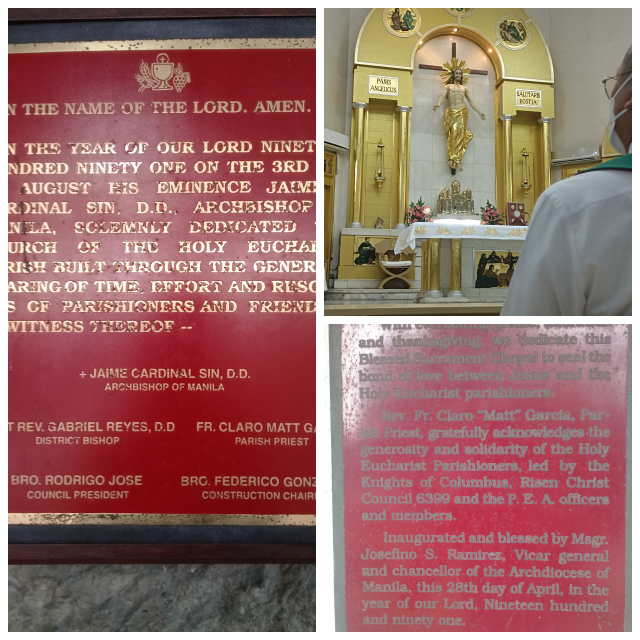 N THE NAME OF THE LORD. AMEN.
N THE YEAR OF OUR LORD NINET
NDRED NINETY ONE ON THE 3RD
AUGUST HIS EMINENCE JAIME
RDINAL SIN, D.D., ARCHBISHOP
NILA, SOLEMNLY DEDICATED
URCH OF THE HOLY EUCHAR
RISH BUILT THROUGH THE GENER
ARING OF TIME, EFFORT AND RESO
S OF PARISHIONERS AND FRIEND
WITNESS THEREOF --
+ JAIME CARDINAL SIN, D.D.
ARCHBISHOP OF MANILA
T REV. GABRIEL REYES, D.D
DISTRICT BISHOP
FR. CLARO MATT GA
PARISH PRIEST
BRO. RODRIGO JOSE
COUNCIL PRESIDENT
BRO. FEDERICO GONZ
CONSTRUCTION CHAIR
PANIS
ANGELICUS
SALUTARIS
HOSTIA
and thanksgiving, we dedicate this
Blessed Sacrament Chapel to seal the
bond of love between Jesus and the
Holy Eucharist parishioners.
Rev. Fr. Claro "Matt" Garcia, Par-
ish Priest, gratefully acknowledges the
generosity and solidarity of the Holy
Eucharist Parishioners, led by the
Knights of Columbus, Risen Christ
Council 6399 and the P. E. A. officers
and members.
Inaugurated and blessed by Msgr.
Josefino S. Ramirez, Vicar general
and chancellor of the Archdiocese of
Manila, this 28th day of April, in the
year of our Lord, Nineteen hundred
and ninety one.